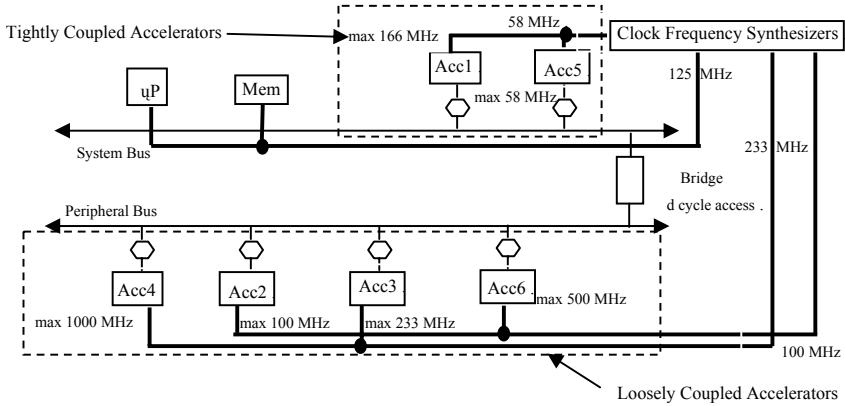 58 MHz
Clock Frequency Synthesizers
Tightly Coupled Accelerators
max 166 MHz
Acc1
Acc5
125 MHz
ųP
Mem
max 58 MHz
System Bus
233 MHz
Bridge
d cycle access .
Peripheral Bus
Acc4
Acc2
Acc3
Acc6
max 500 MHz
max 1000 MHz
max 100 MHz
max 233 MHz
100 MHz
Loosely Coupled Accelerators